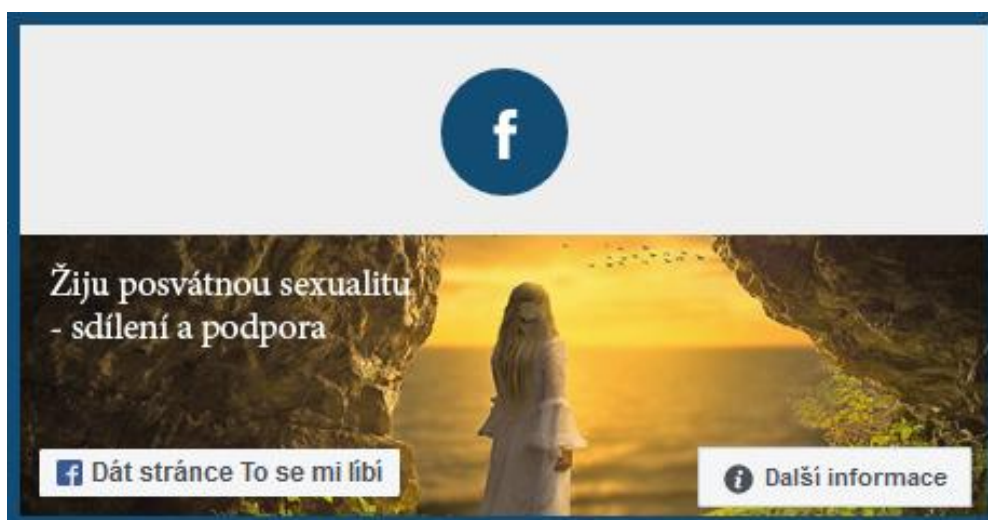 f
Žiju posvátnou sexualitu
- sdílení a podpora
f Dát stránce To se mi líbí
i Další informace